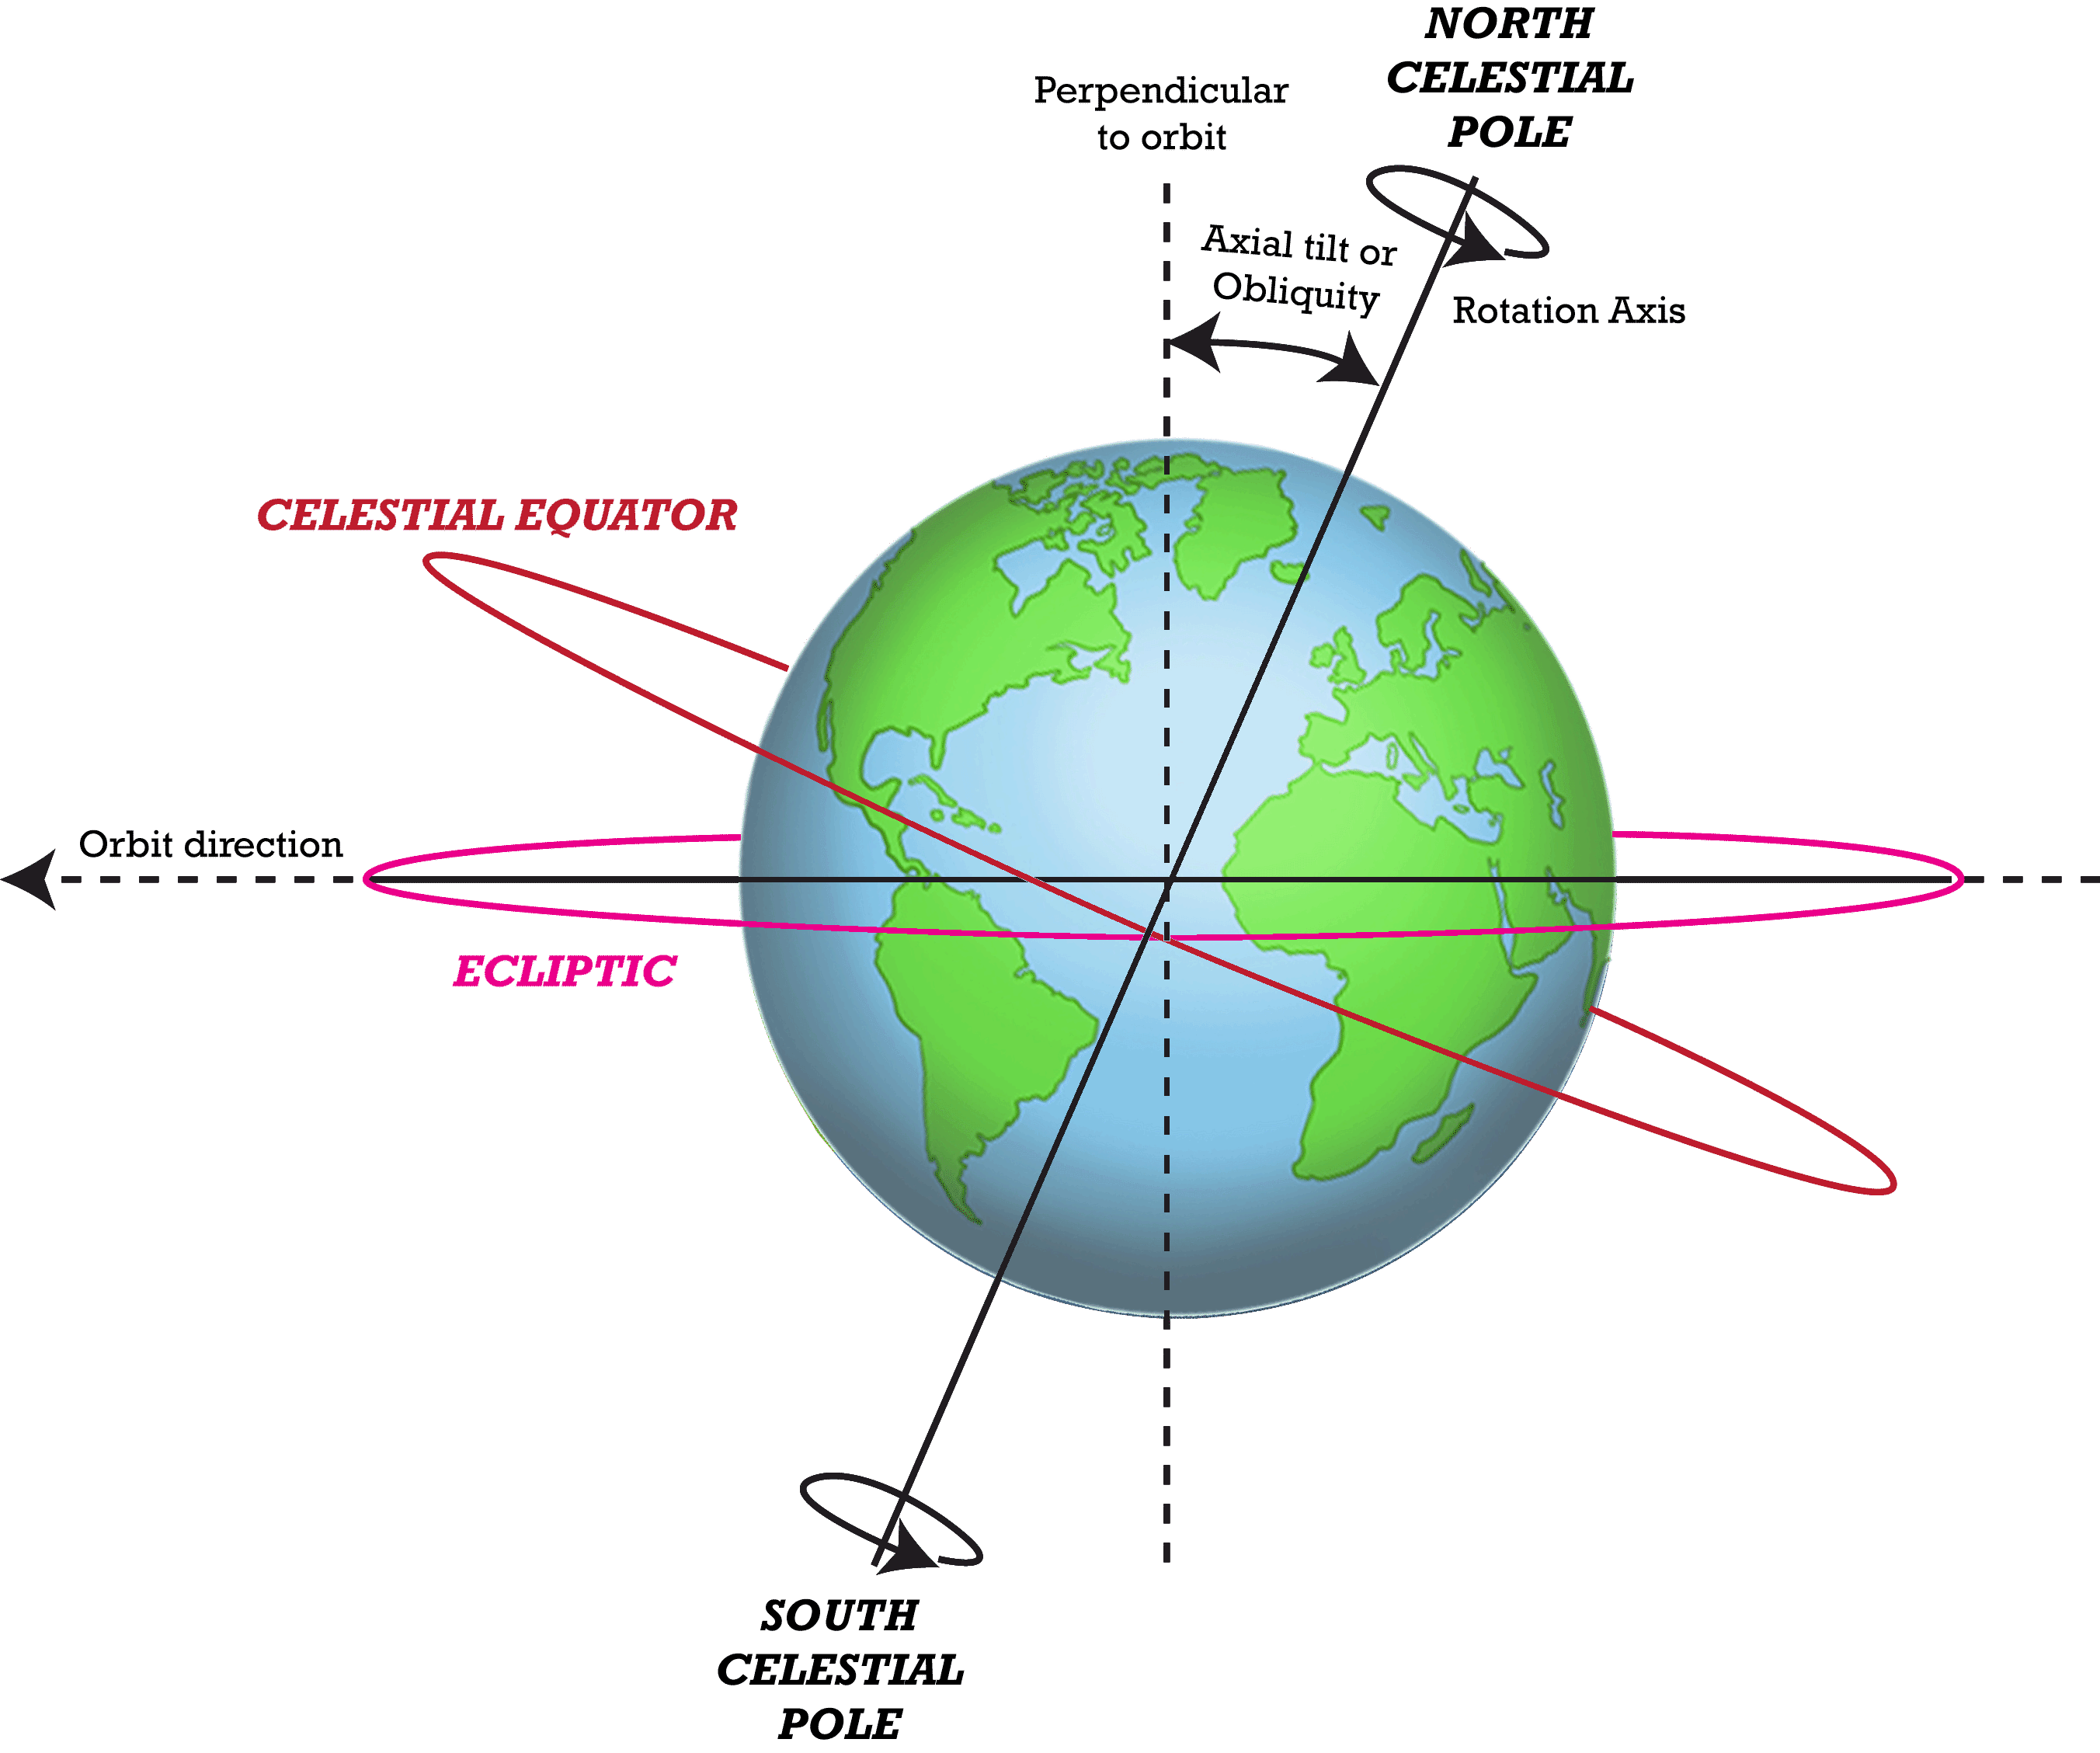 NORTH
CELESTIAL
POLE
Perpendicular
to orbit
Axial tilt or
Obliquity
Rotation Axis
CELESTIAL EQUATOR
Orbit direction
ECLIPTIC
SOUTH
CELESTIAL
POLE